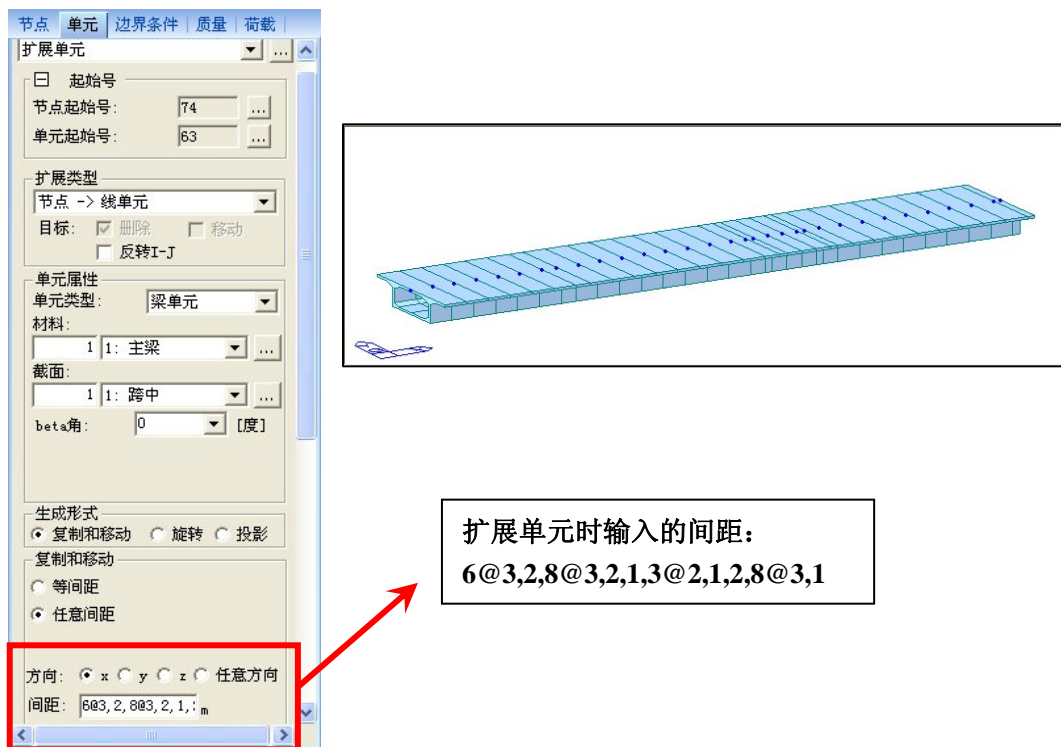 节点 单元 边界条件 质量 荷载
扩展单元 ...
起始号
节点起始号: 74 ...
单元起始号: 63 ...
扩展类型
节点 -> 线单元
目标: 删除 移动
反转I-J
单元属性
单元类型: 梁单元
材料:
1 1: 主梁 ...
截面:
1 1: 跨中 ...
beta角: 0 [度]
生成形式
复制和移动 旋转 投影
复制和移动
等间距
任意间距
方向: x y z 任意方向
间距: 6@3,2,8@3,2,1,: m
扩展单元时输入的间距：
6@3,2,8@3,2,1,3@2,1,2,8@3,1